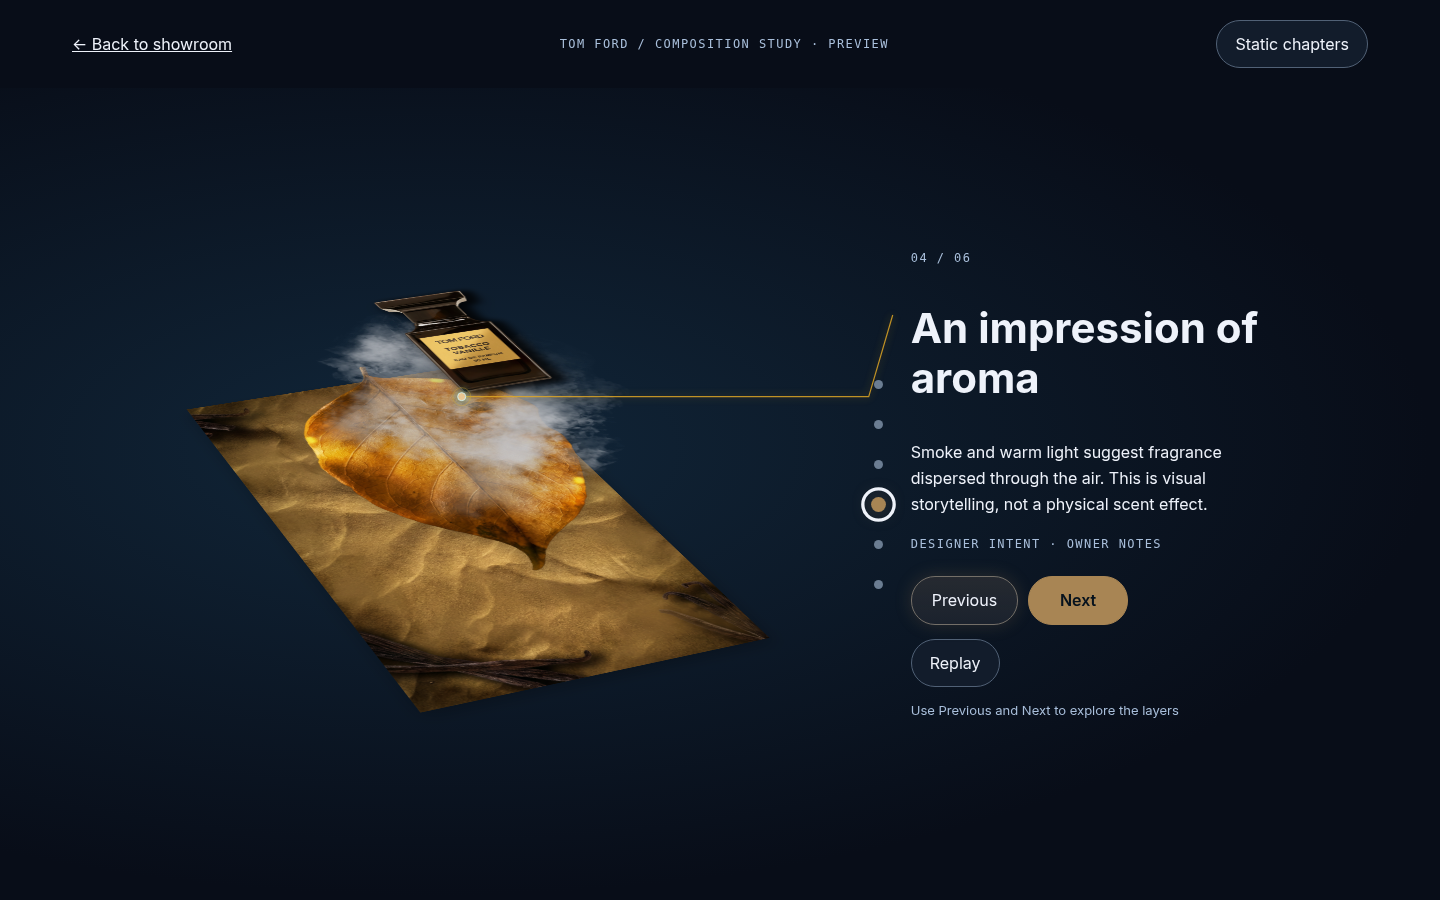 ← Back to showroom
TOM FORD / COMPOSITION STUDY · PREVIEW
Static chapters
04 / 06
An impression of
aroma
Smoke and warm light suggest fragrance
dispersed through the air. This is visual
storytelling, not a physical scent effect.
DESIGNER INTENT · OWNER NOTES
Previous
Next
Replay
Use Previous and Next to explore the layers
TOM FORD
TOBACCO
VANILLE